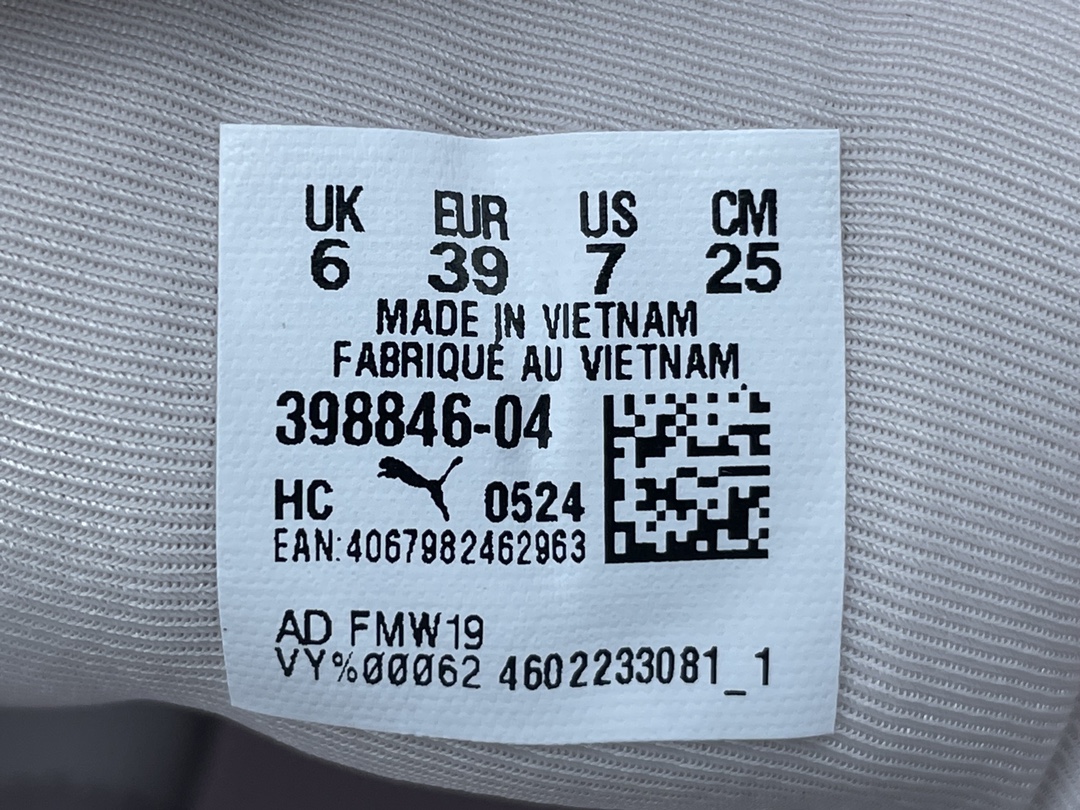 UK EUR US CM
6 39 7 25
MADE IN VIETNAM
FABRIQUÉ AU VIETNAM
398846-04
HC 0524
EAN:4067982462963
AD FMW19
VY%00062 4602233081_1